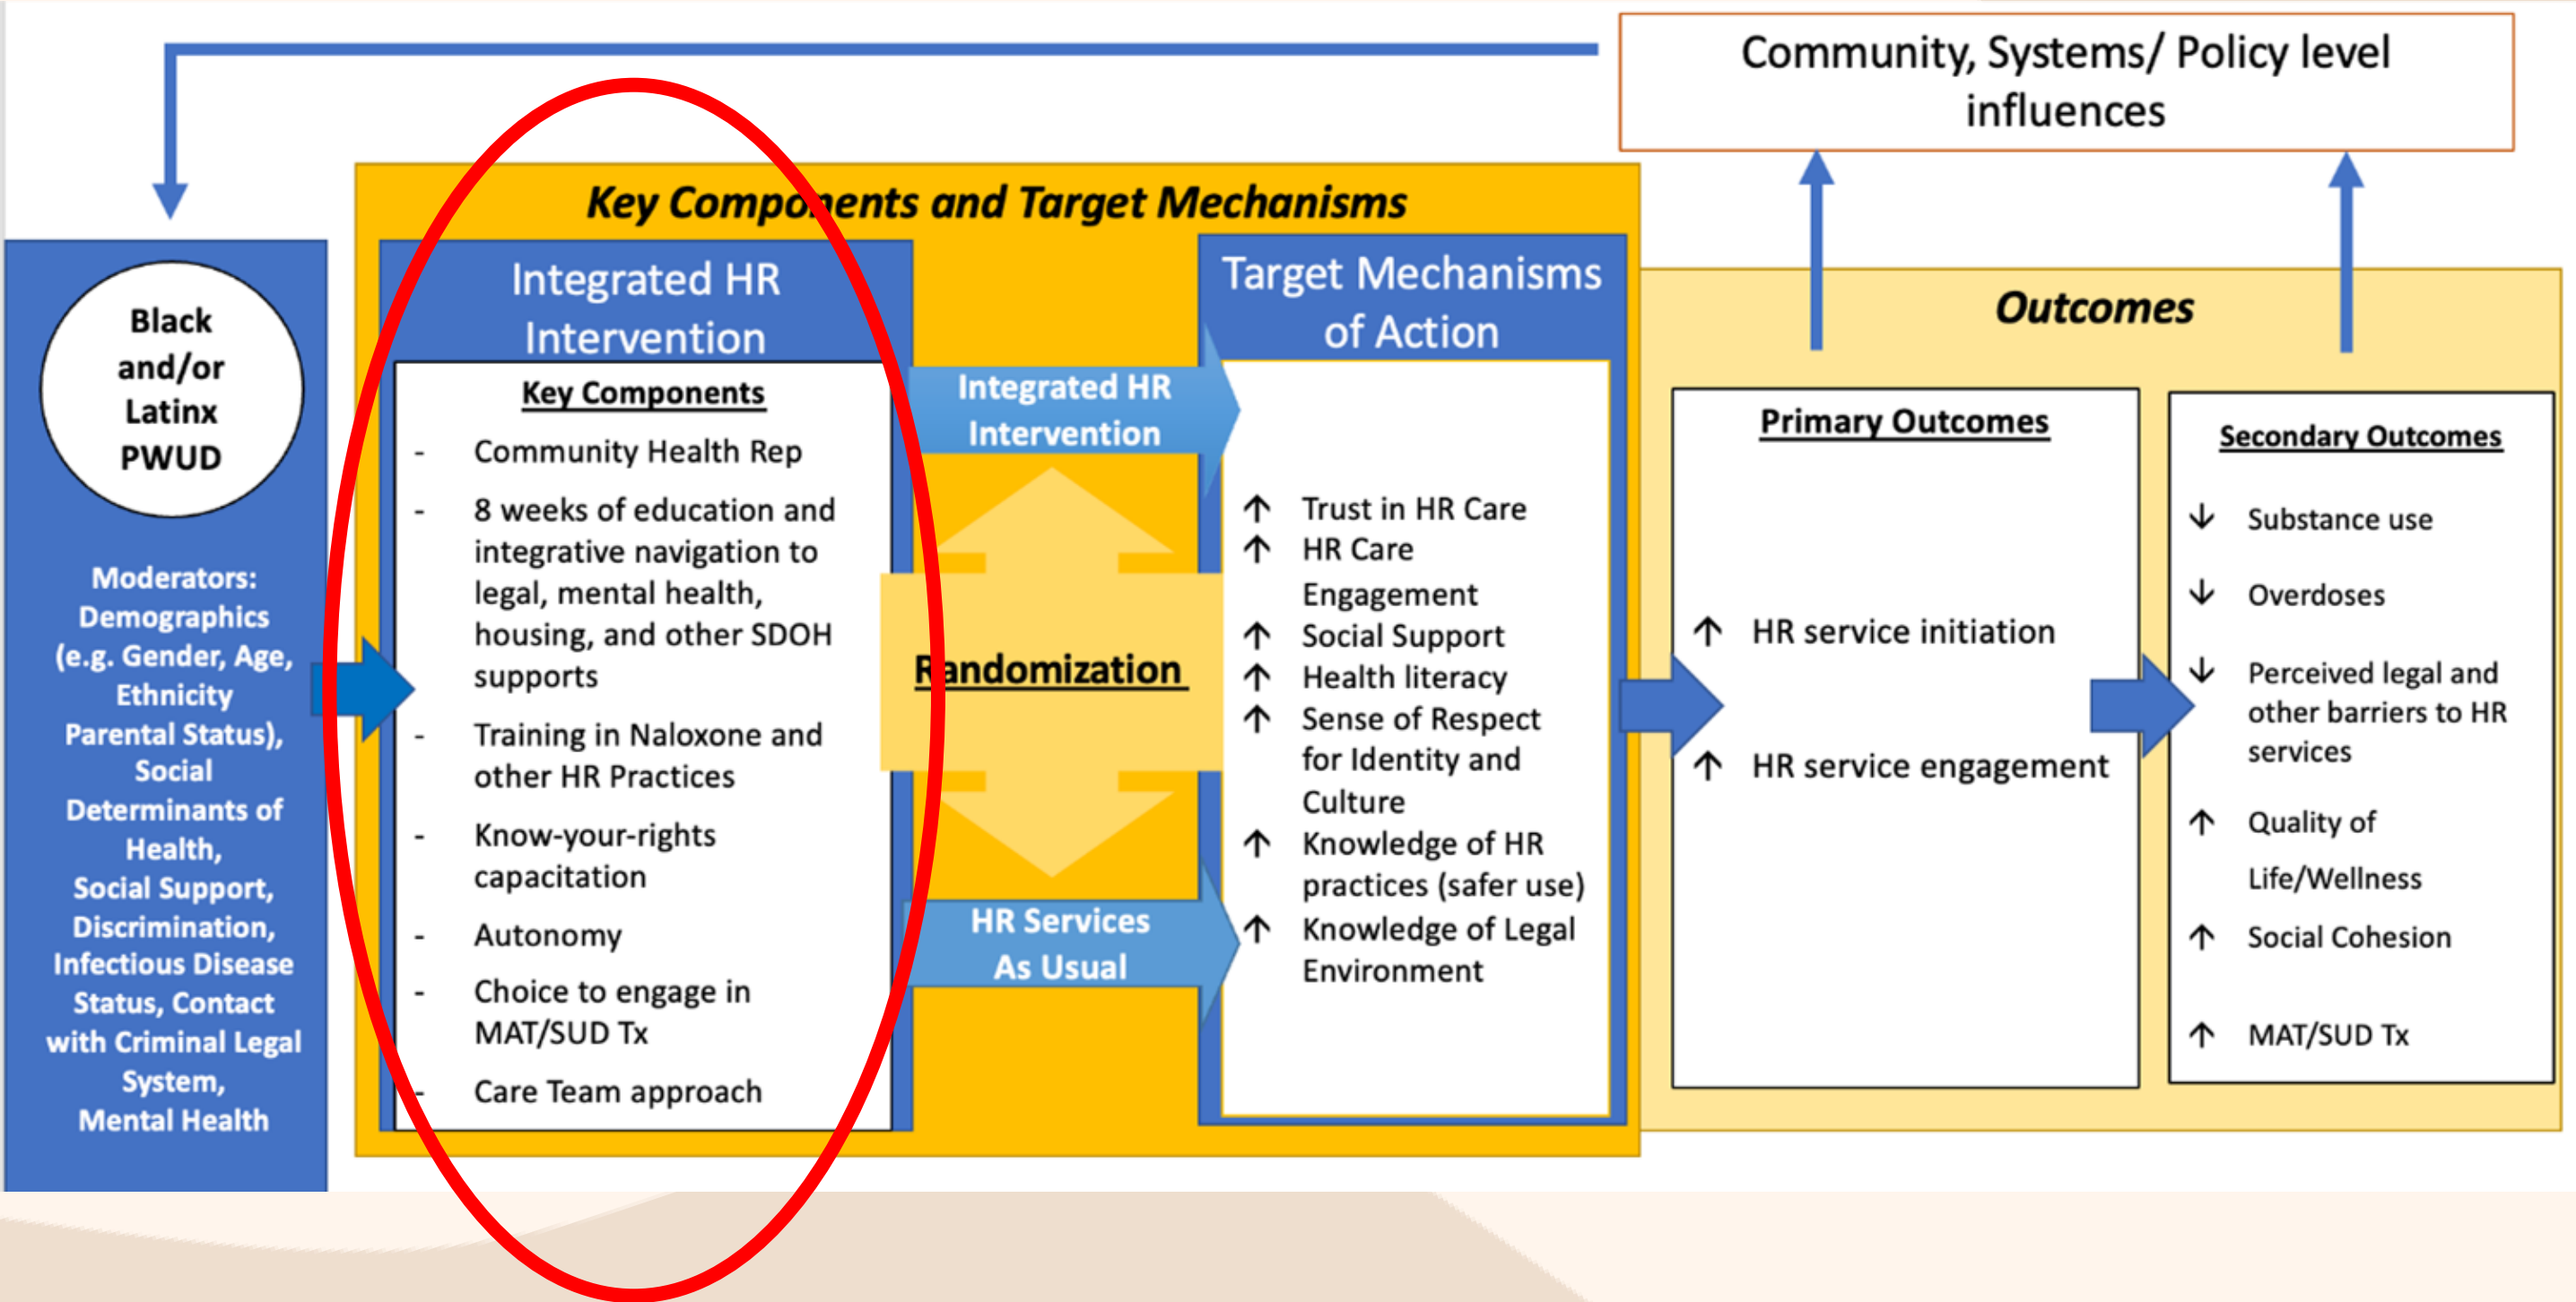 Community, Systems/ Policy level
influences
Key Components and Target Mechanisms
Black
and/or
Latinx
PWUD
Moderators:
Demographics
(e.g. Gender, Age,
Ethnicity
Parental Status),
Social
Determinants of
Health,
Social Support,
Discrimination,
Infectious Disease
Status, Contact
with Criminal Legal
System,
Mental Health
Integrated HR
Intervention
Key Components
- Community Health Rep
- 8 weeks of education and
integrative navigation to
legal, mental health,
housing, and other SDOH
supports
- Training in Naloxone and
other HR Practices
- Know-your-rights
capacitation
- Autonomy
- Choice to engage in
MAT/SUD Tx
- Care Team approach
Integrated HR
Intervention
Randomization
HR Services
As Usual
Target Mechanisms
of Action
↑ Trust in HR Care
↑ HR Care
Engagement
↑ Social Support
↑ Health literacy
↑ Sense of Respect
for Identity and
Culture
↑ Knowledge of HR
practices (safer use)
↑ Knowledge of Legal
Environment
Outcomes
Primary Outcomes
↑ HR service initiation
↑ HR service engagement
Secondary Outcomes
↓ Substance use
↓ Overdoses
↓ Perceived legal and
other barriers to HR
services
↑ Quality of
Life/Wellness
↑ Social Cohesion
↑ MAT/SUD Tx